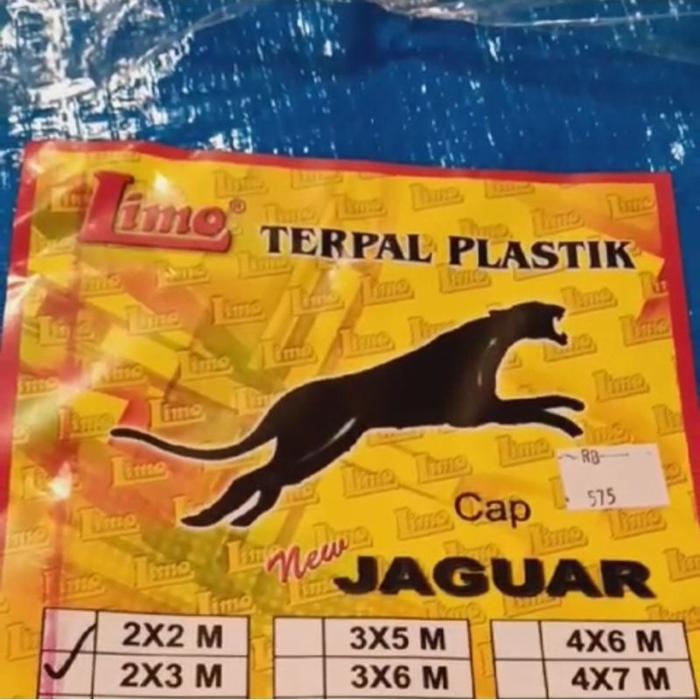 Limo®
TERPAL PLASTIK
RB
575
Cap
New
JAGUAR
2X2 M 3X5 M 4X6 M
✓ 2X3 M 3X6 M 4X7 M